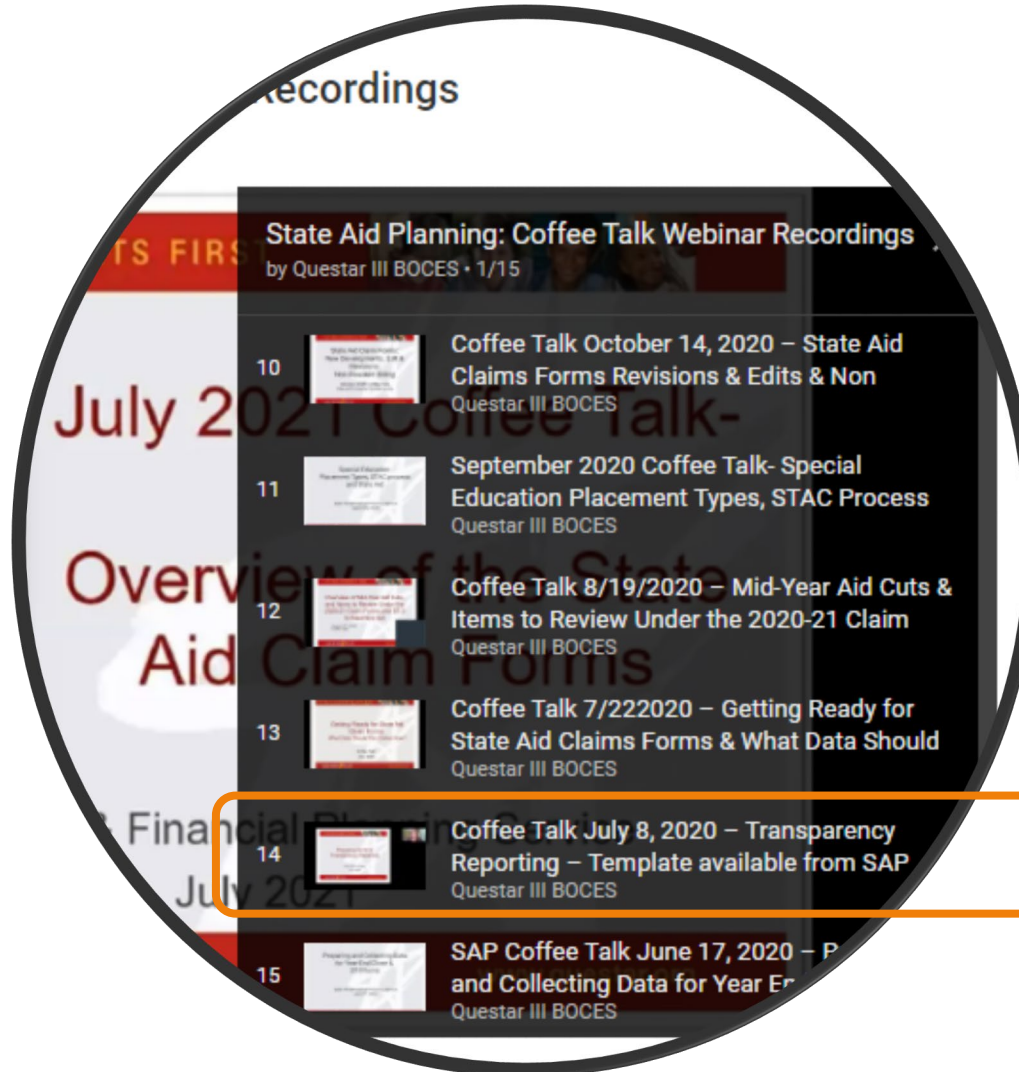 Recordings
TS FIRST
State Aid Planning: Coffee Talk Webinar Recordings
by Questar III BOCES • 1/15
July 2021 Coffee Talk-
Overview of the State
Aid Claim Forms
& Financial Planning Service
July 2021
10
Coffee Talk October 14, 2020 – State Aid
Claims Forms Revisions & Edits & Non
Questar III BOCES
11
September 2020 Coffee Talk- Special
Education Placement Types, STAC Process
Questar III BOCES
12
Coffee Talk 8/19/2020 – Mid-Year Aid Cuts &
Items to Review Under the 2020-21 Claim
Questar III BOCES
13
Coffee Talk 7/222020 – Getting Ready for
State Aid Claims Forms & What Data Should
Questar III BOCES
14
Coffee Talk July 8, 2020 – Transparency
Reporting – Template available from SAP
Questar III BOCES
15
SAP Coffee Talk June 17, 2020 –
and Collecting Data for Year
Questar III BOCES